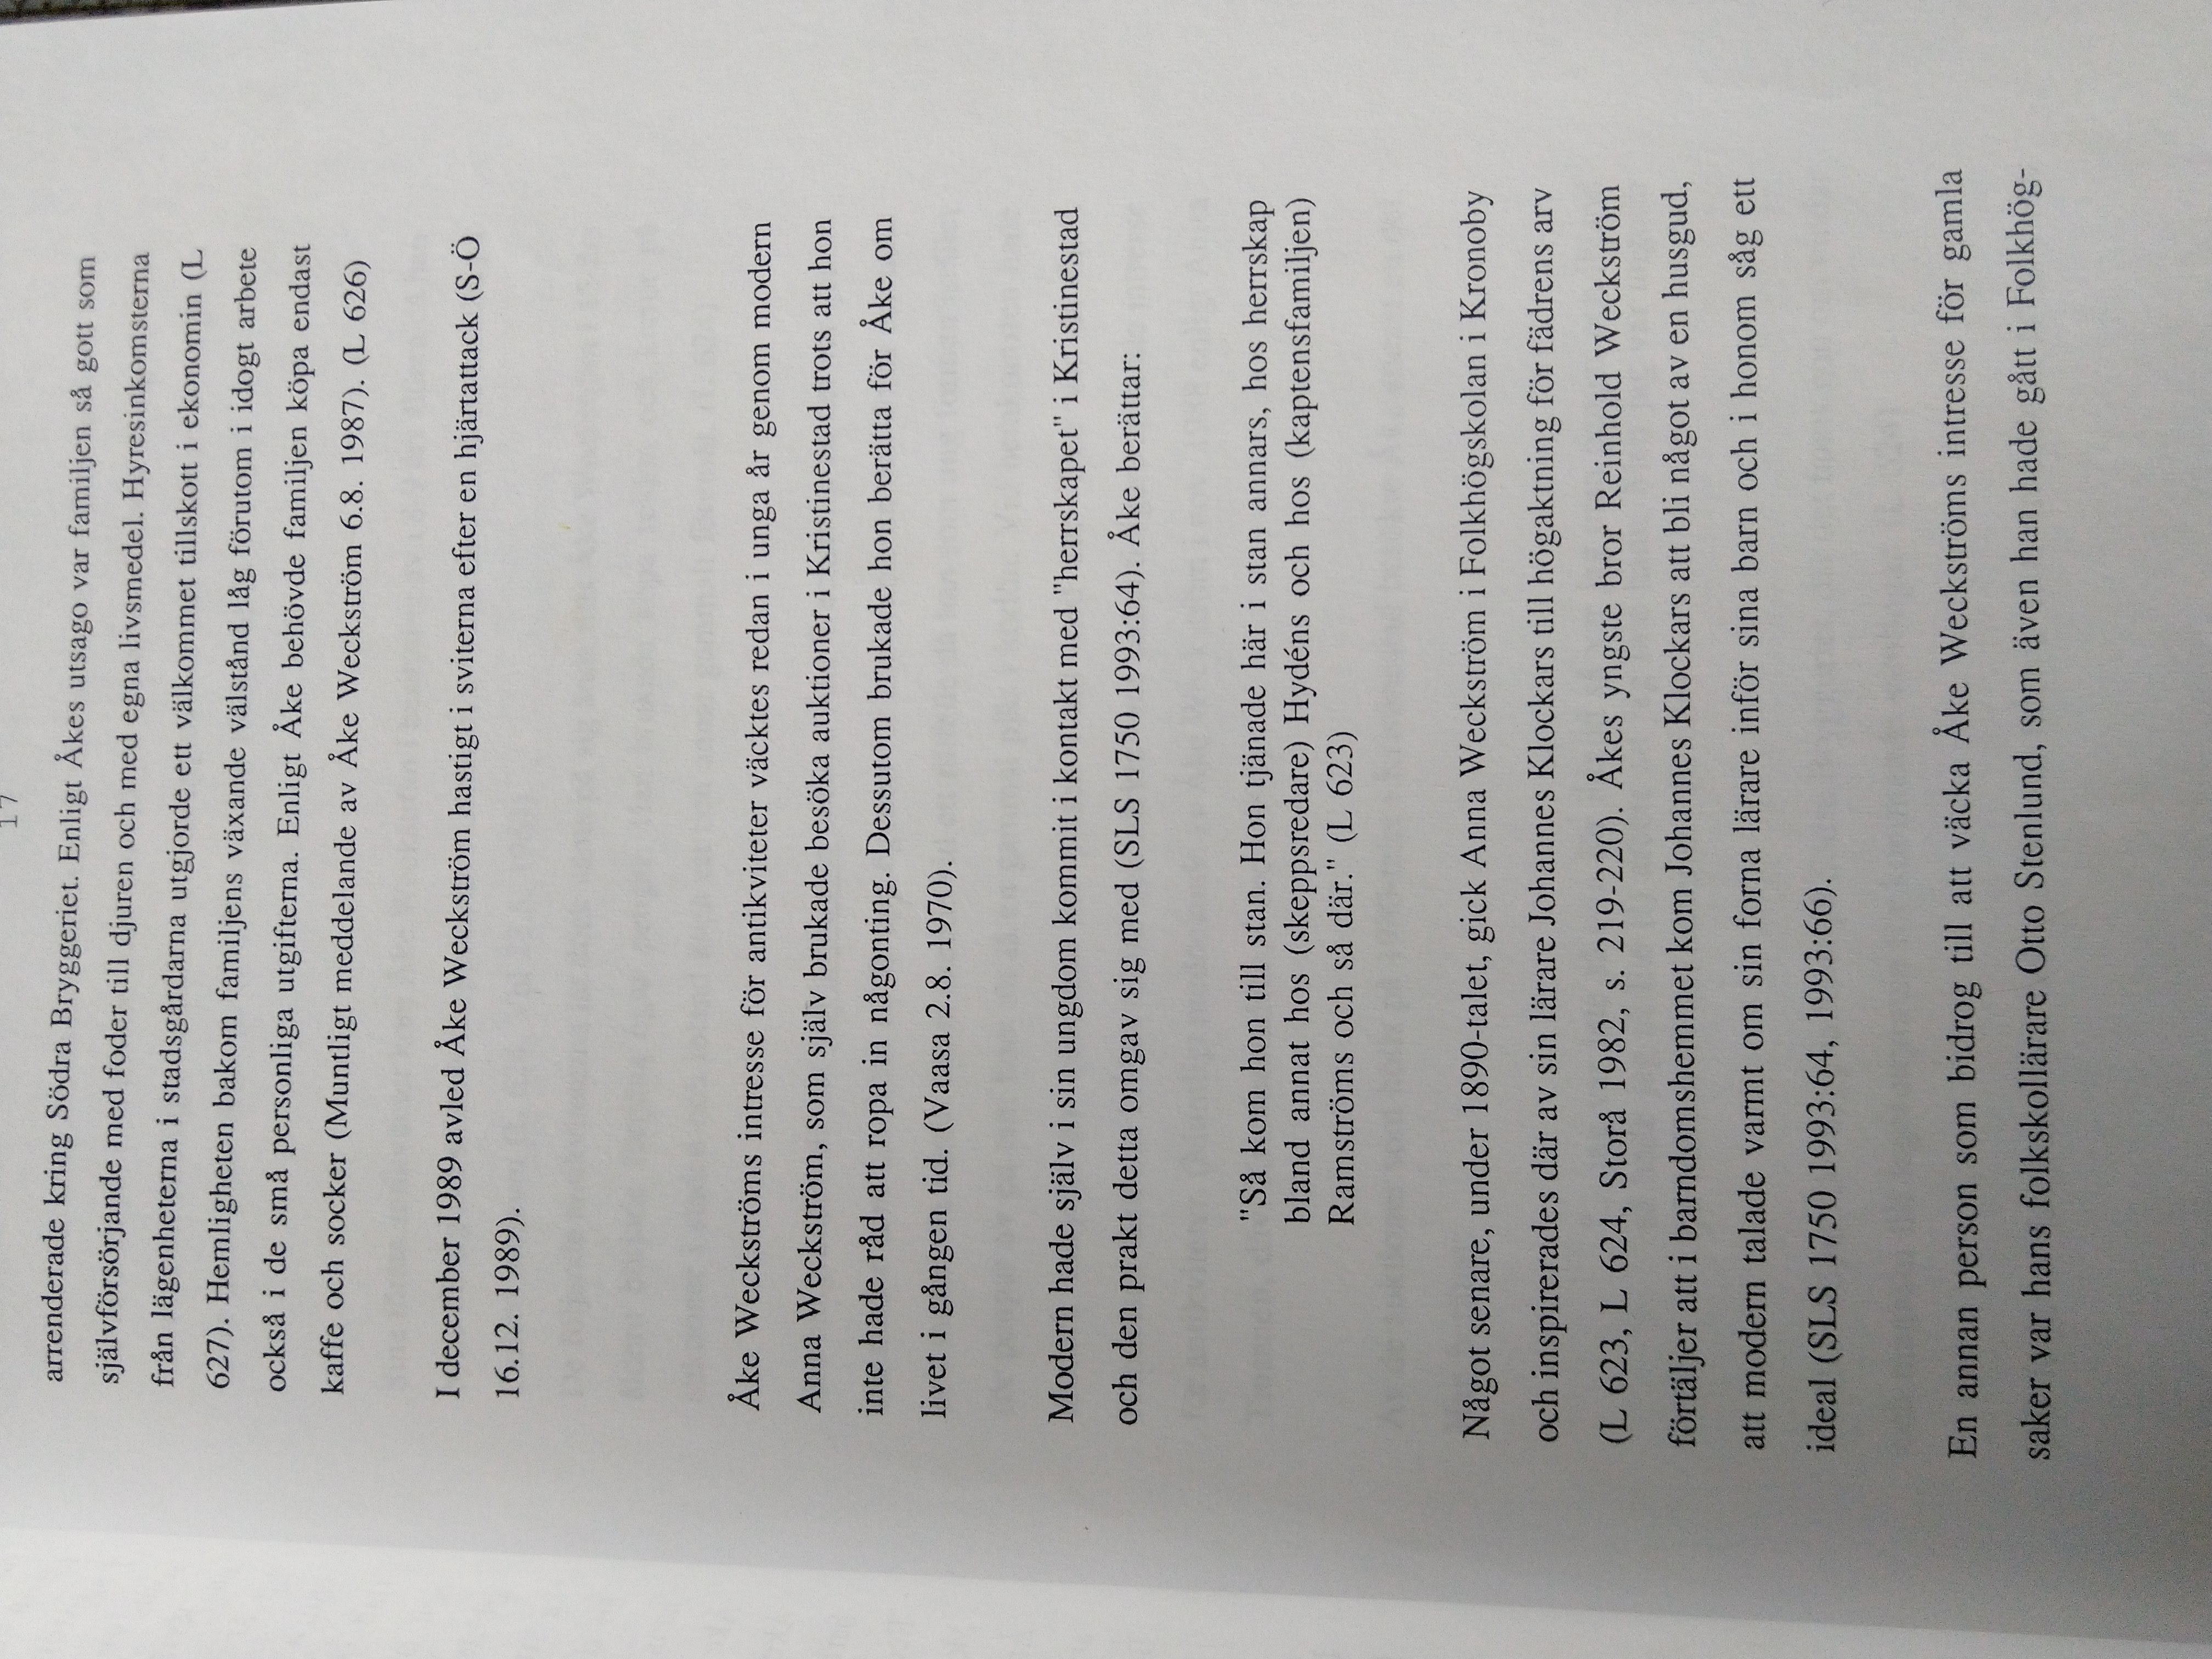 17
arrenderade kring Södra Bryggeriet. Enligt Åkes utsago var familjen så gott som
självförsörjande med foder till djuren och med egna livsmedel. Hyresinkomsterna
från lägenheterna i stadsgårdarna utgjorde ett välkommet tillskott i ekonomin (L
627). Hemligheten bakom familjens växande välstånd låg förutom i idogt arbete
också i de små personliga utgifterna. Enligt Åke behövde familjen köpa endast
kaffe och socker (Muntligt meddelande av Åke Weckström 6.8. 1987). (L 626)
I december 1989 avled Åke Weckström hastigt i sviterna efter en hjärtattack (S-Ö
16.12. 1989).
Åke Weckströms intresse för antikviteter väcktes redan i unga år genom modern
Anna Weckström, som själv brukade besöka auktioner i Kristinestad trots att hon
inte hade råd att ropa in någonting. Dessutom brukade hon berätta för Åke om
livet i gången tid. (Vaasa 2.8. 1970).
Modern hade själv i sin ungdom kommit i kontakt med "herrskapet" i Kristinestad
och den prakt detta omgav sig med (SLS 1750 1993:64). Åke berättar:
"Så kom hon till stan. Hon tjänade här i stan annars, hos herrskap
bland annat hos (skeppsredare) Hydéns och hos (kaptensfamiljen)
Ramströms och så där." (L 623)
Något senare, under 1890-talet, gick Anna Weckström i Folkhögskolan i Kronoby
och inspirerades där av sin lärare Johannes Klockars till högaktning för fädrens arv
(L 623, L 624, Storå 1982, s. 219-220). Åkes yngste bror Reinhold Weckström
förtäljer att i barndomshemmet kom Johannes Klockars att bli något av en husgud,
att modern talade varmt om sin forna lärare inför sina barn och i honom såg ett
ideal (SLS 1750 1993:64, 1993:66).
En annan person som bidrog till att väcka Åke Weckströms intresse för gamla
saker var hans folkskollärare Otto Stenlund, som även han hade gått i Folkhög-